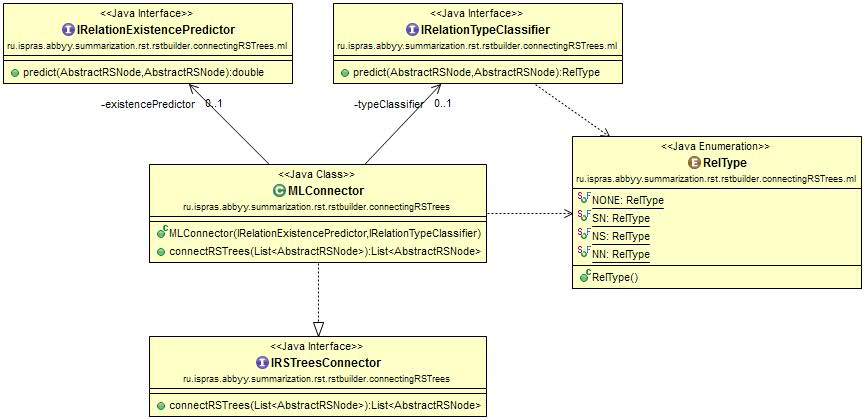 <<Java Interface>>
IRelationExistencePredictor
ru.ispras.abbyy.summarization.rst.rstbuilder.connectingRSTrees.ml
predict(AbstractRSNode,AbstractRSNode):double
<<Java Interface>>
IRelationTypeClassifier
ru.ispras.abbyy.summarization.rst.rstbuilder.connectingRSTrees.ml
predict(AbstractRSNode,AbstractRSNode):RelType
-existencePredictor 0..1
-typeClassifier 0..1
<<Java Enumeration>>
RelType
ru.ispras.abbyy.summarization.rst.rstbuilder.connectingRSTrees.ml
NONE: RelType
SN: RelType
NS: RelType
NN: RelType
RelType()
<<Java Class>>
MLConnector
ru.ispras.abbyy.summarization.rst.rstbuilder.connectingRSTrees
MLConnector(IRelationExistencePredictor,IRelationTypeClassifier)
connectRSTrees(List<AbstractRSNode>):List<AbstractRSNode>
<<Java Interface>>
IRSTreesConnector
ru.ispras.abbyy.summarization.rst.rstbuilder.connectingRSTrees
connectRSTrees(List<AbstractRSNode>):List<AbstractRSNode>